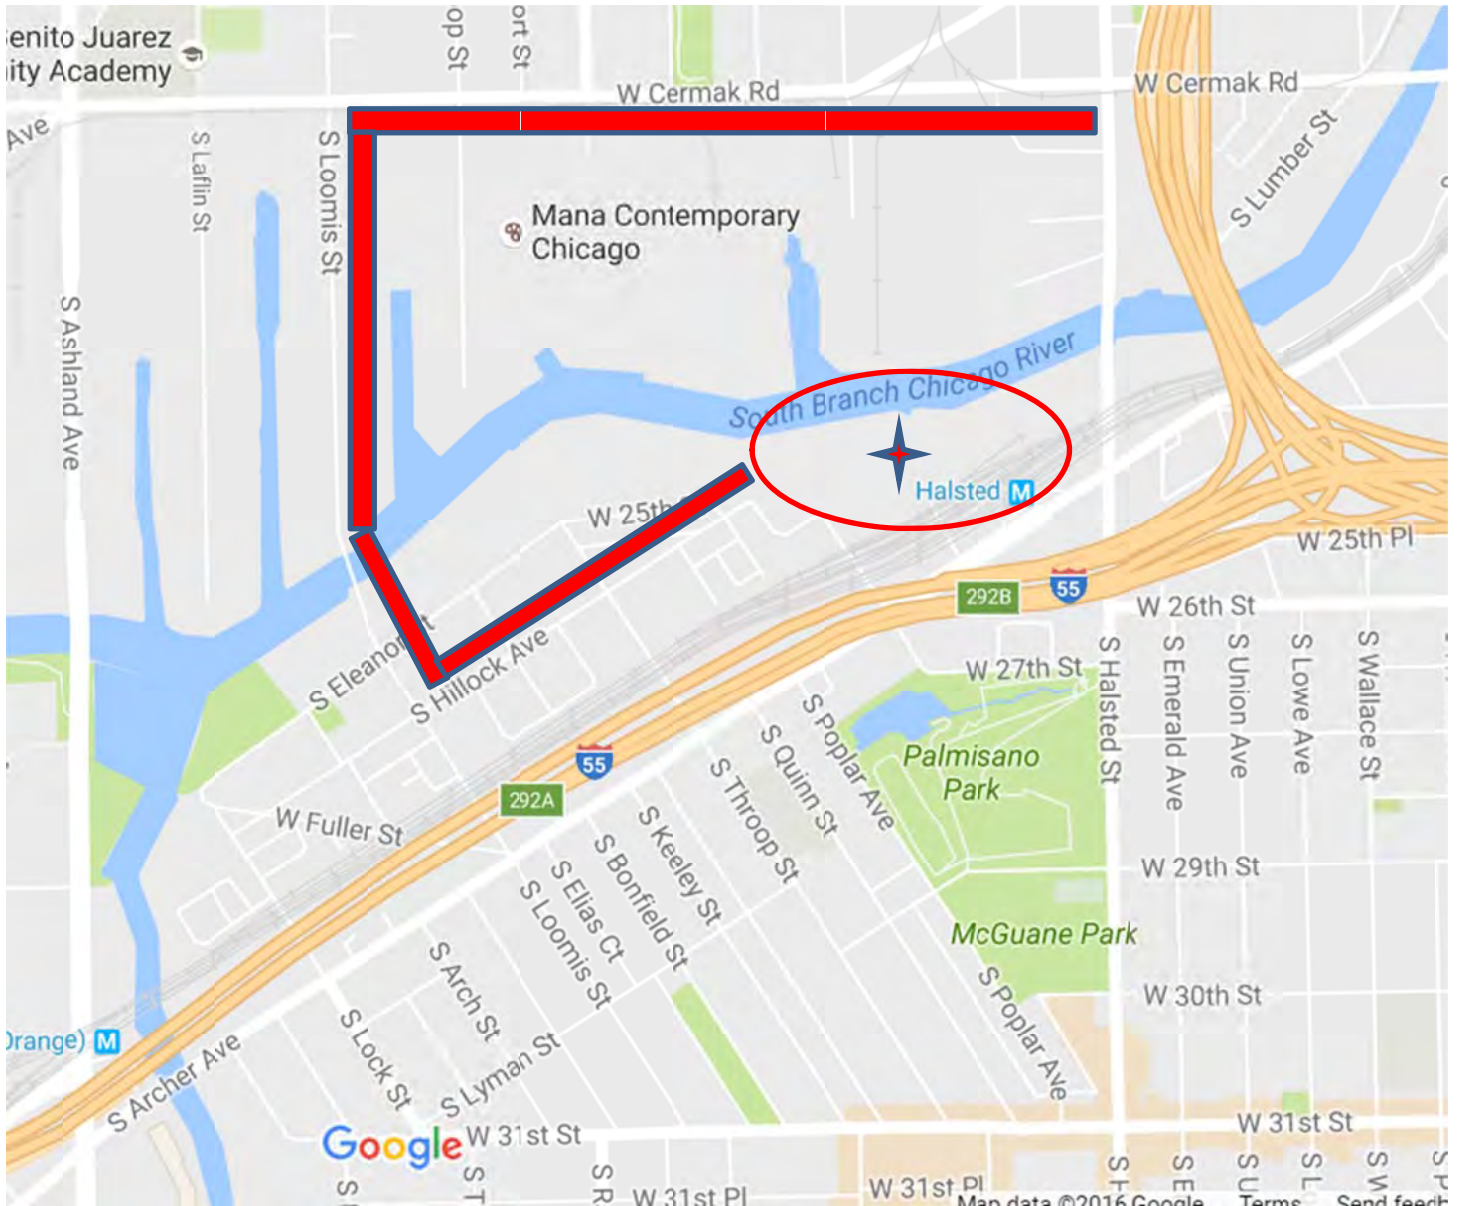 enito Juarez
ity Academy
op St
ort St
W Cermak Rd
W Cermak Rd
Ave
S Laflin St
S Loomis St
S Lumber St
Mana Contemporary
Chicago
S Ashland Ave
South Branch Chicago River
Halsted M
W 25th
W 25th Pl
292B
55
W 26th St
S Eleanor St
S Hillock Ave
W 27th St
S Halsted St
S Emerald Ave
S Union Ave
S Lowe Ave
S Wallace St
55
292A
S Poplar Ave
S Quinn St
S Throop St
Palmisano
Park
W Fuller St
S Keeley St
S Bonfield St
S Elias Ct
S Loomis St
W 29th St
McGuane Park
S Arch St
S Poplar Ave
W 30th St
Orange) M
S Archer Ave
S Lock St
S Lyman St
Google
W 31st St
W 31st St
S
S T
S R
W 31st Pl
W 31st Pl
S H
S E
S U
S L
S W
S P
Map data ©2016 Google
Terms
Send feedb